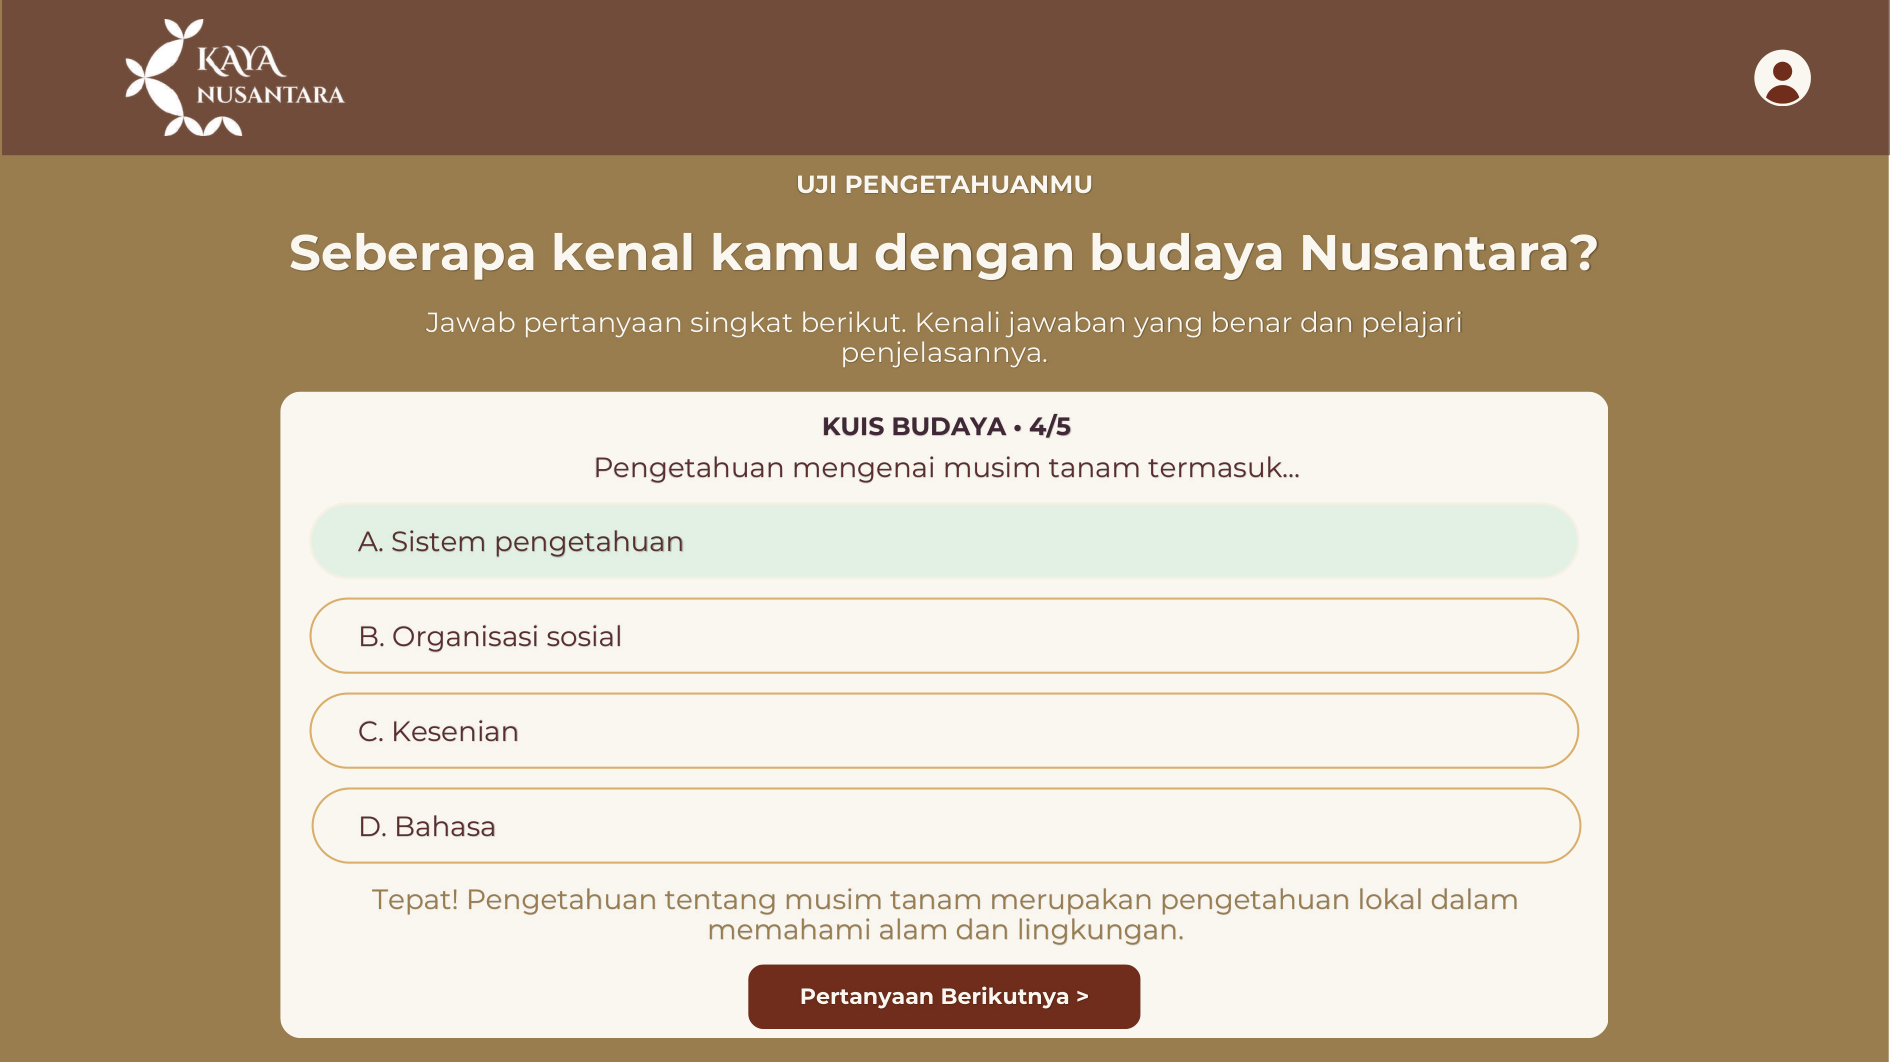 KAYA
NUSANTARA
UJI PENGETAHUANMU
Seberapa kenal kamu dengan budaya Nusantara?
Jawab pertanyaan singkat berikut. Kenali jawaban yang benar dan pelajari
penjelasannya.
KUIS BUDAYA • 4/5
Pengetahuan mengenai musim tanam termasuk...
A. Sistem pengetahuan
B. Organisasi sosial
C. Kesenian
D. Bahasa
Tepat! Pengetahuan tentang musim tanam merupakan pengetahuan lokal dalam
memahami alam dan lingkungan.
Pertanyaan Berikutnya >